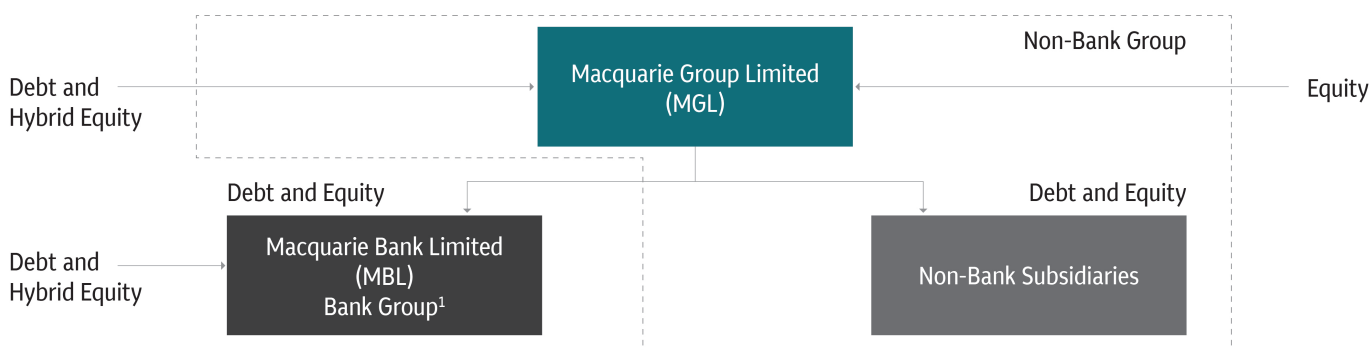 Non-Bank Group
Macquarie Group Limited
(MGL)
Debt and
Hybrid Equity
Equity
Debt and Equity
Debt and Equity
Macquarie Bank Limited
(MBL)
Bank Group¹
Debt and
Hybrid Equity
Non-Bank Subsidiaries